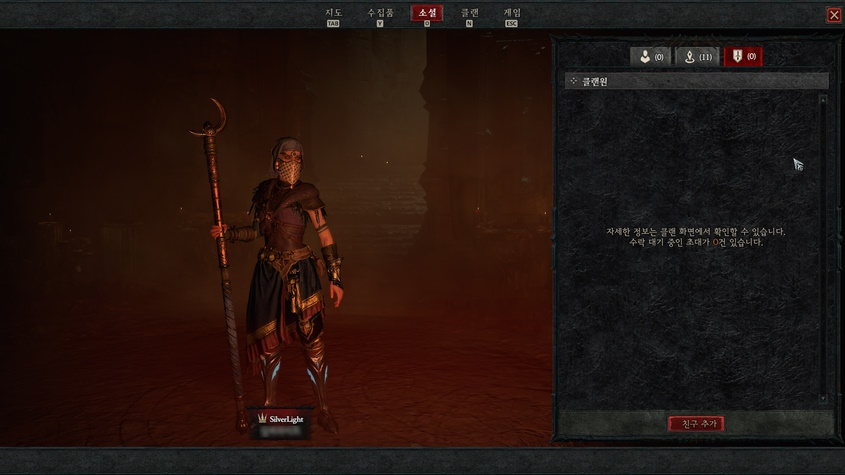 지도 수집품 소셜 클랜 게임
TAB Y O N ESC
(0) (11) (0)
클랜원
자세한 정보는 클랜 화면에서 확인할 수 있습니다.
수락 대기 중인 초대가 0건 있습니다.
SilverLight
친구 추가